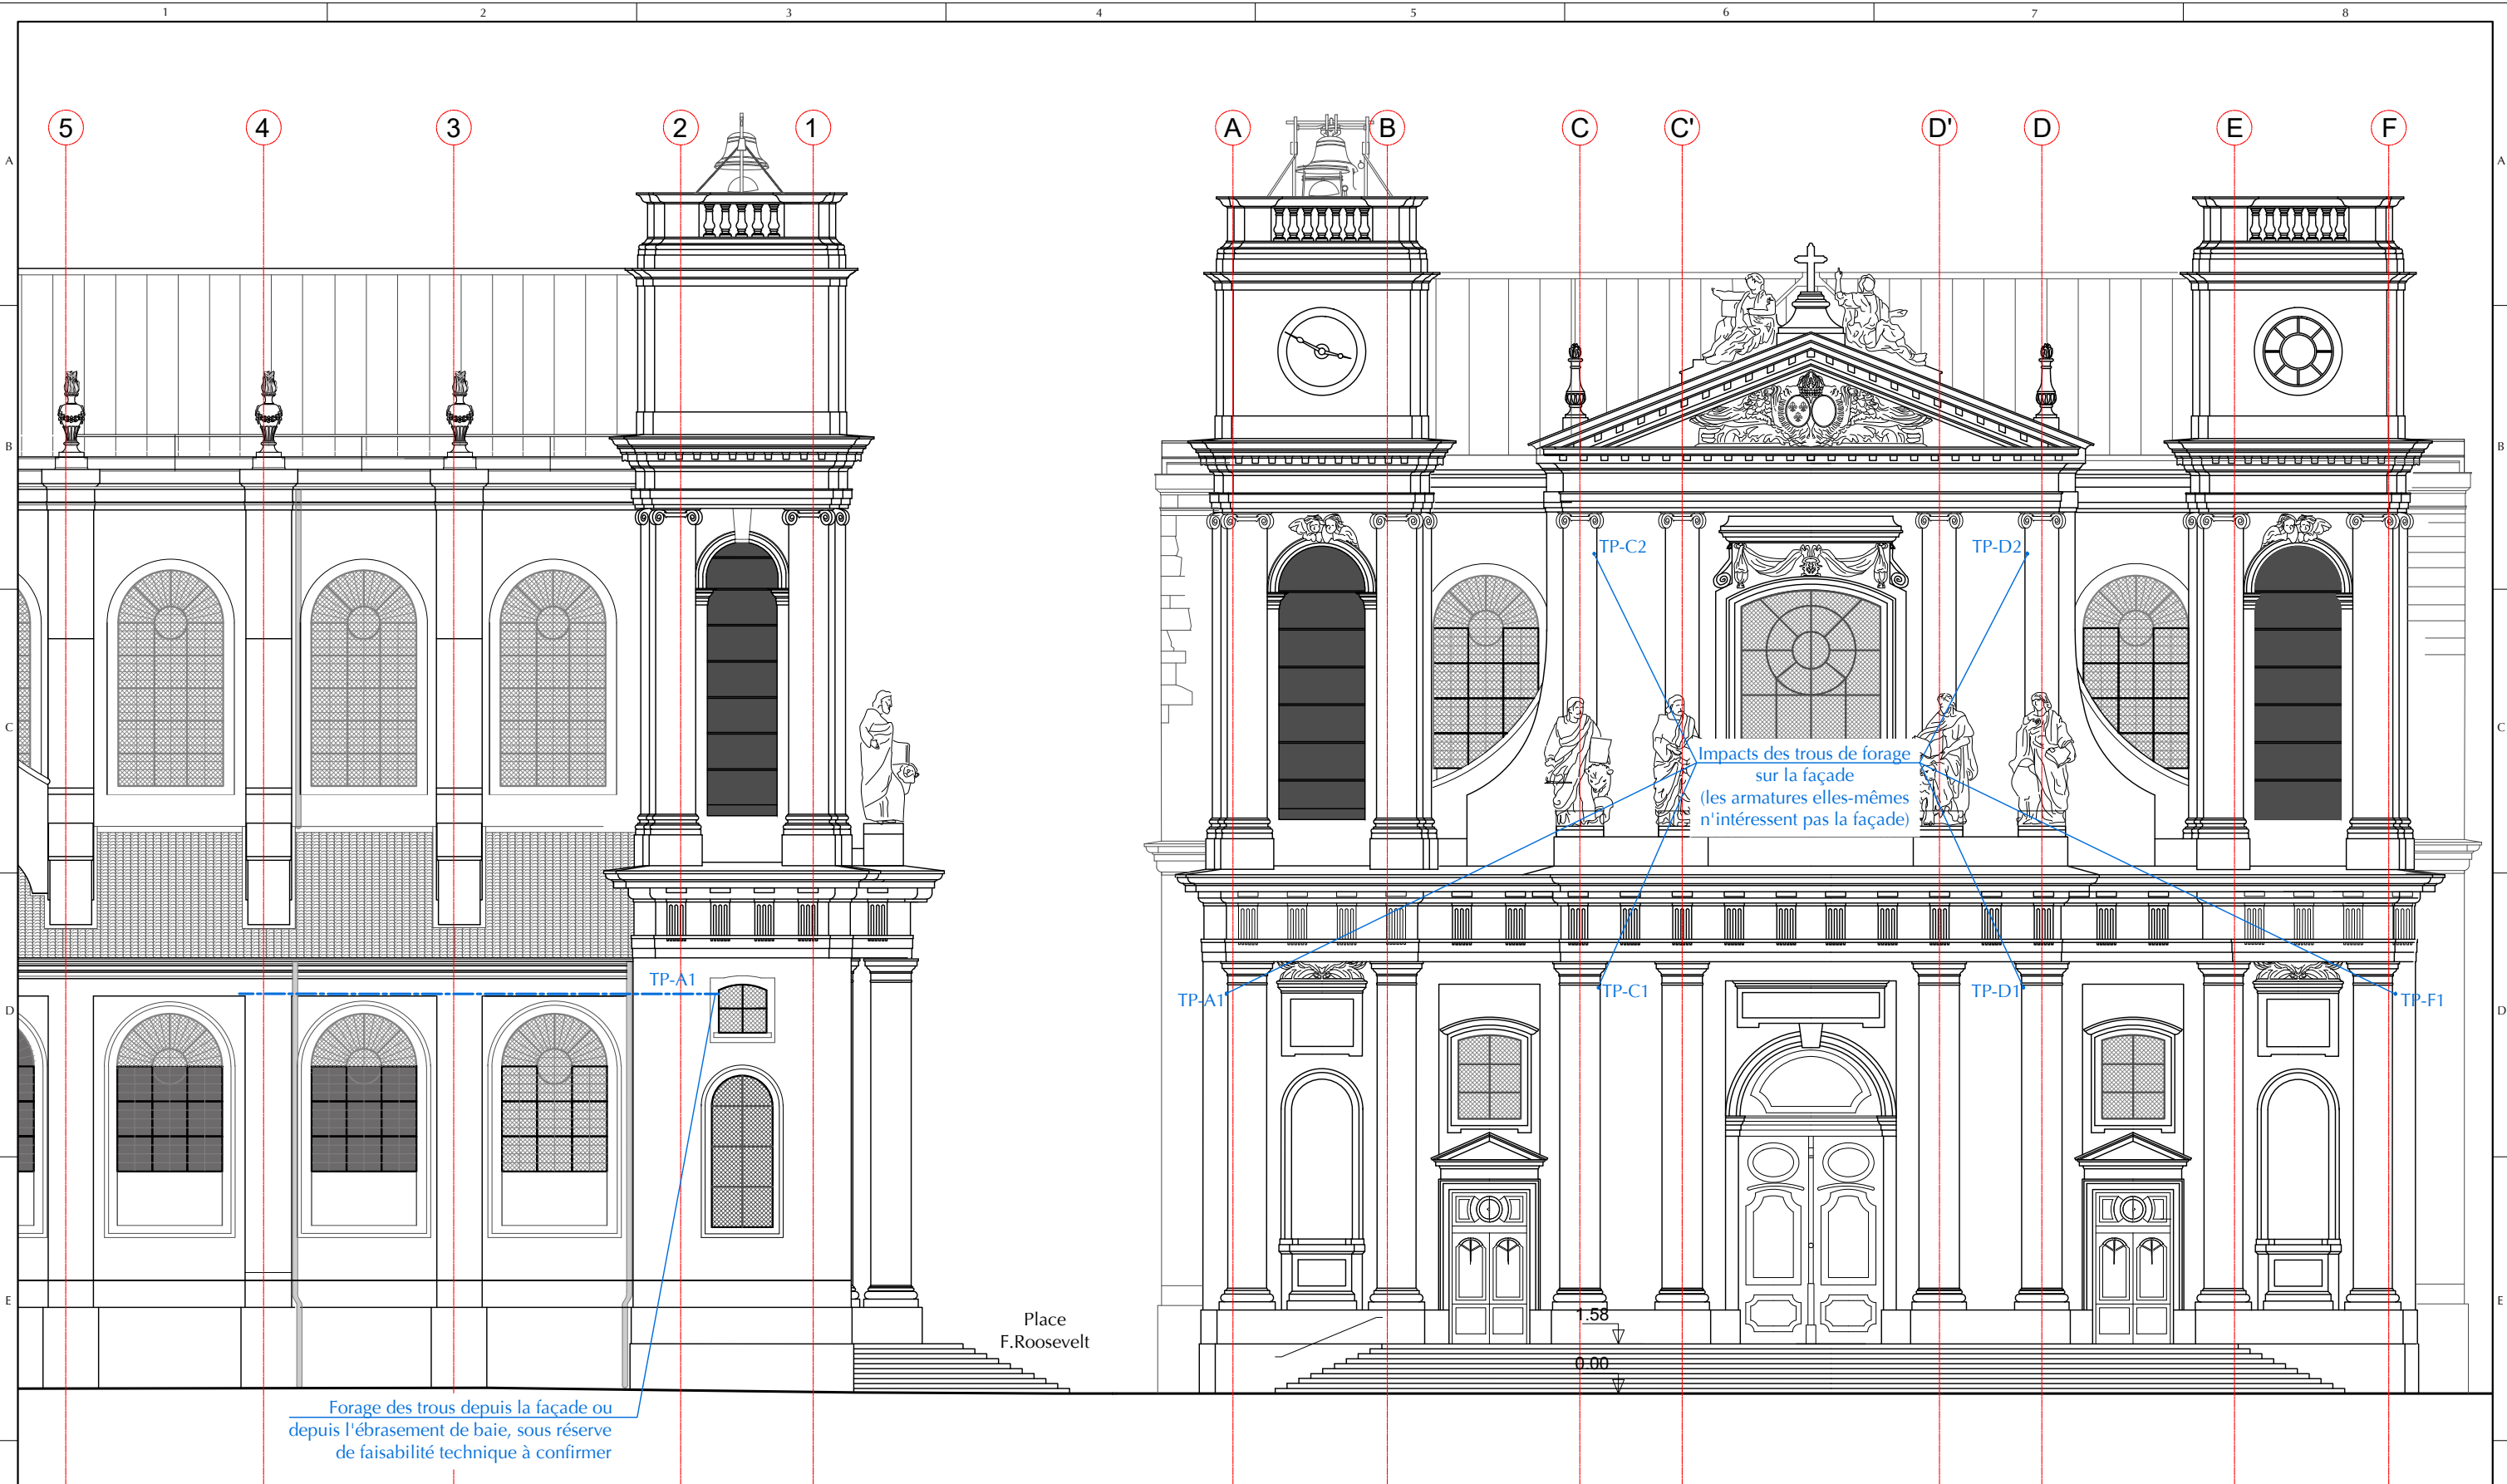 1 2 3 4 5 6 7 8
5 4 3 2 1 A B C C' D' D E F
A A
B B
TP-C2 TP-D2
C C
Impacts des trous de forage
sur la façade
(les armatures elles-mêmes
n'intéressent pas la façade)
TP-A1 TP-A1 TP-C1 TP-D1 TP-F1
D D
E E
Place
F.Roosevelt
1.58
0.00
Forage des trous depuis la façade ou
depuis l'ébrasement de baie, sous réserve
de faisabilité technique à confirmer